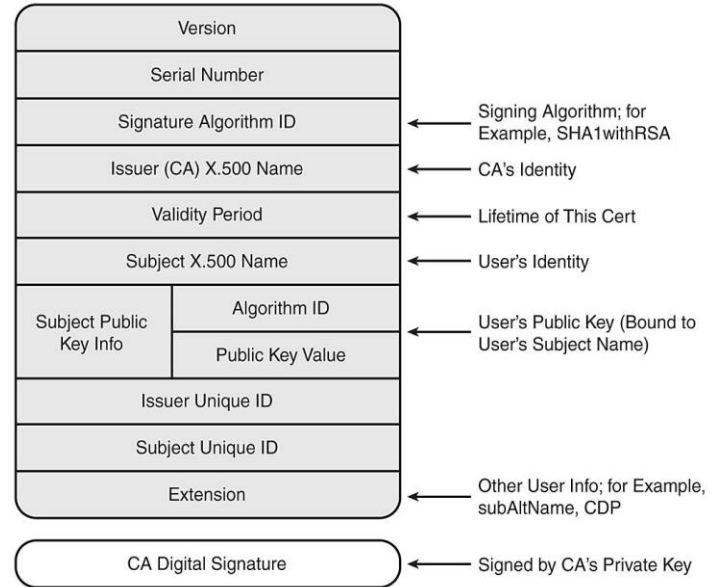 Version
Serial Number
Signature Algorithm ID
Signing Algorithm; for
Example, SHA1withRSA
Issuer (CA) X.500 Name
CA's Identity
Validity Period
Lifetime of This Cert
Subject X.500 Name
User's Identity
Subject Public
Key Info
Algorithm ID
Public Key Value
User's Public Key (Bound to
User's Subject Name)
Issuer Unique ID
Subject Unique ID
Extension
Other User Info; for Example,
subAltName, CDP
CA Digital Signature
Signed by CA's Private Key